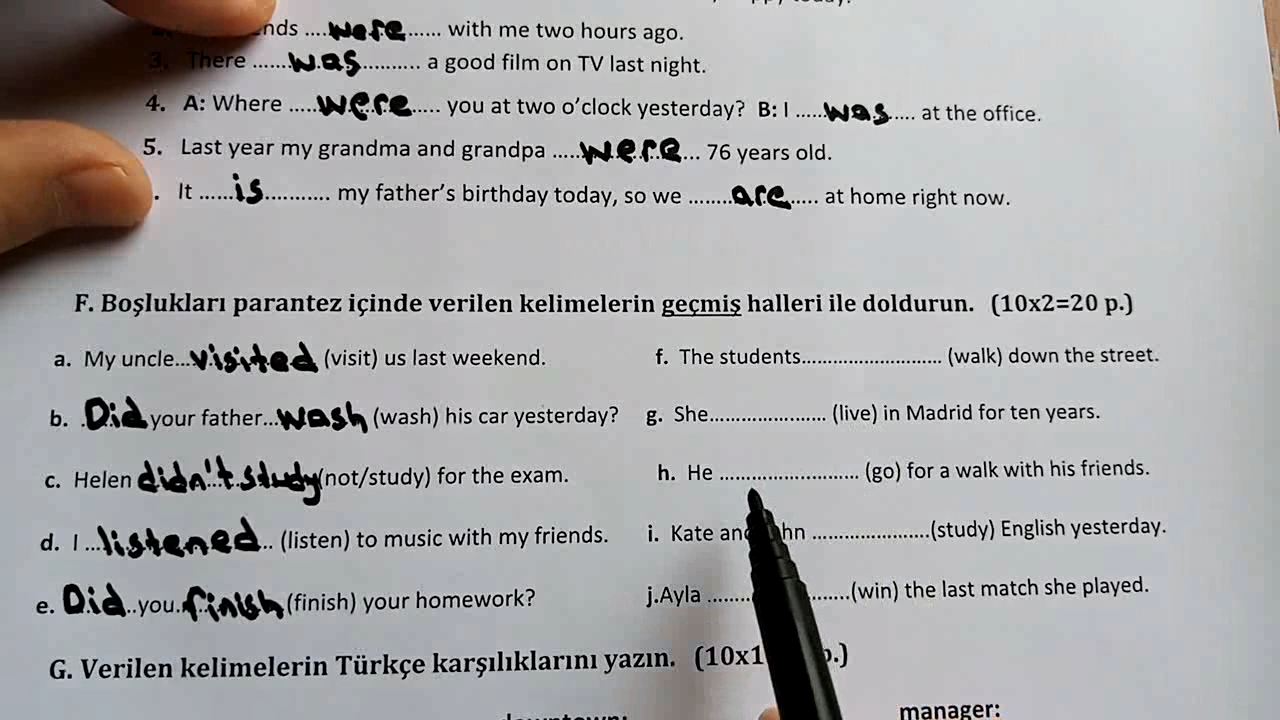 were with me two hours ago.
3. There ......was.......... a good film on TV last night.
4. A: Where .....were..... you at two o'clock yesterday? B: I .....was..... at the office.
5. Last year my grandma and grandpa .....were... 76 years old.
It ......is........... my father's birthday today, so we ........are..... at home right now.
F. Boşlukları parantez içinde verilen kelimelerin geçmiş halleri ile doldurun. (10x2=20 p.)
a. My uncle...visited (visit) us last weekend.
b. .Did your father...wash (wash) his car yesterday?
c. Helen didn't study(not/study) for the exam.
d. I ..listened.. (listen) to music with my friends.
e. Did..you..finish (finish) your homework?
f. The students......................... (walk) down the street.
g. She..................... (live) in Madrid for ten years.
h. He ......................... (go) for a walk with his friends.
i. Kate and .....................(study) English yesterday.
j.Ayla ..................(win) the last match she played.
G. Verilen kelimelerin Türkçe karşılıklarını yazın.
downtown:
manager: